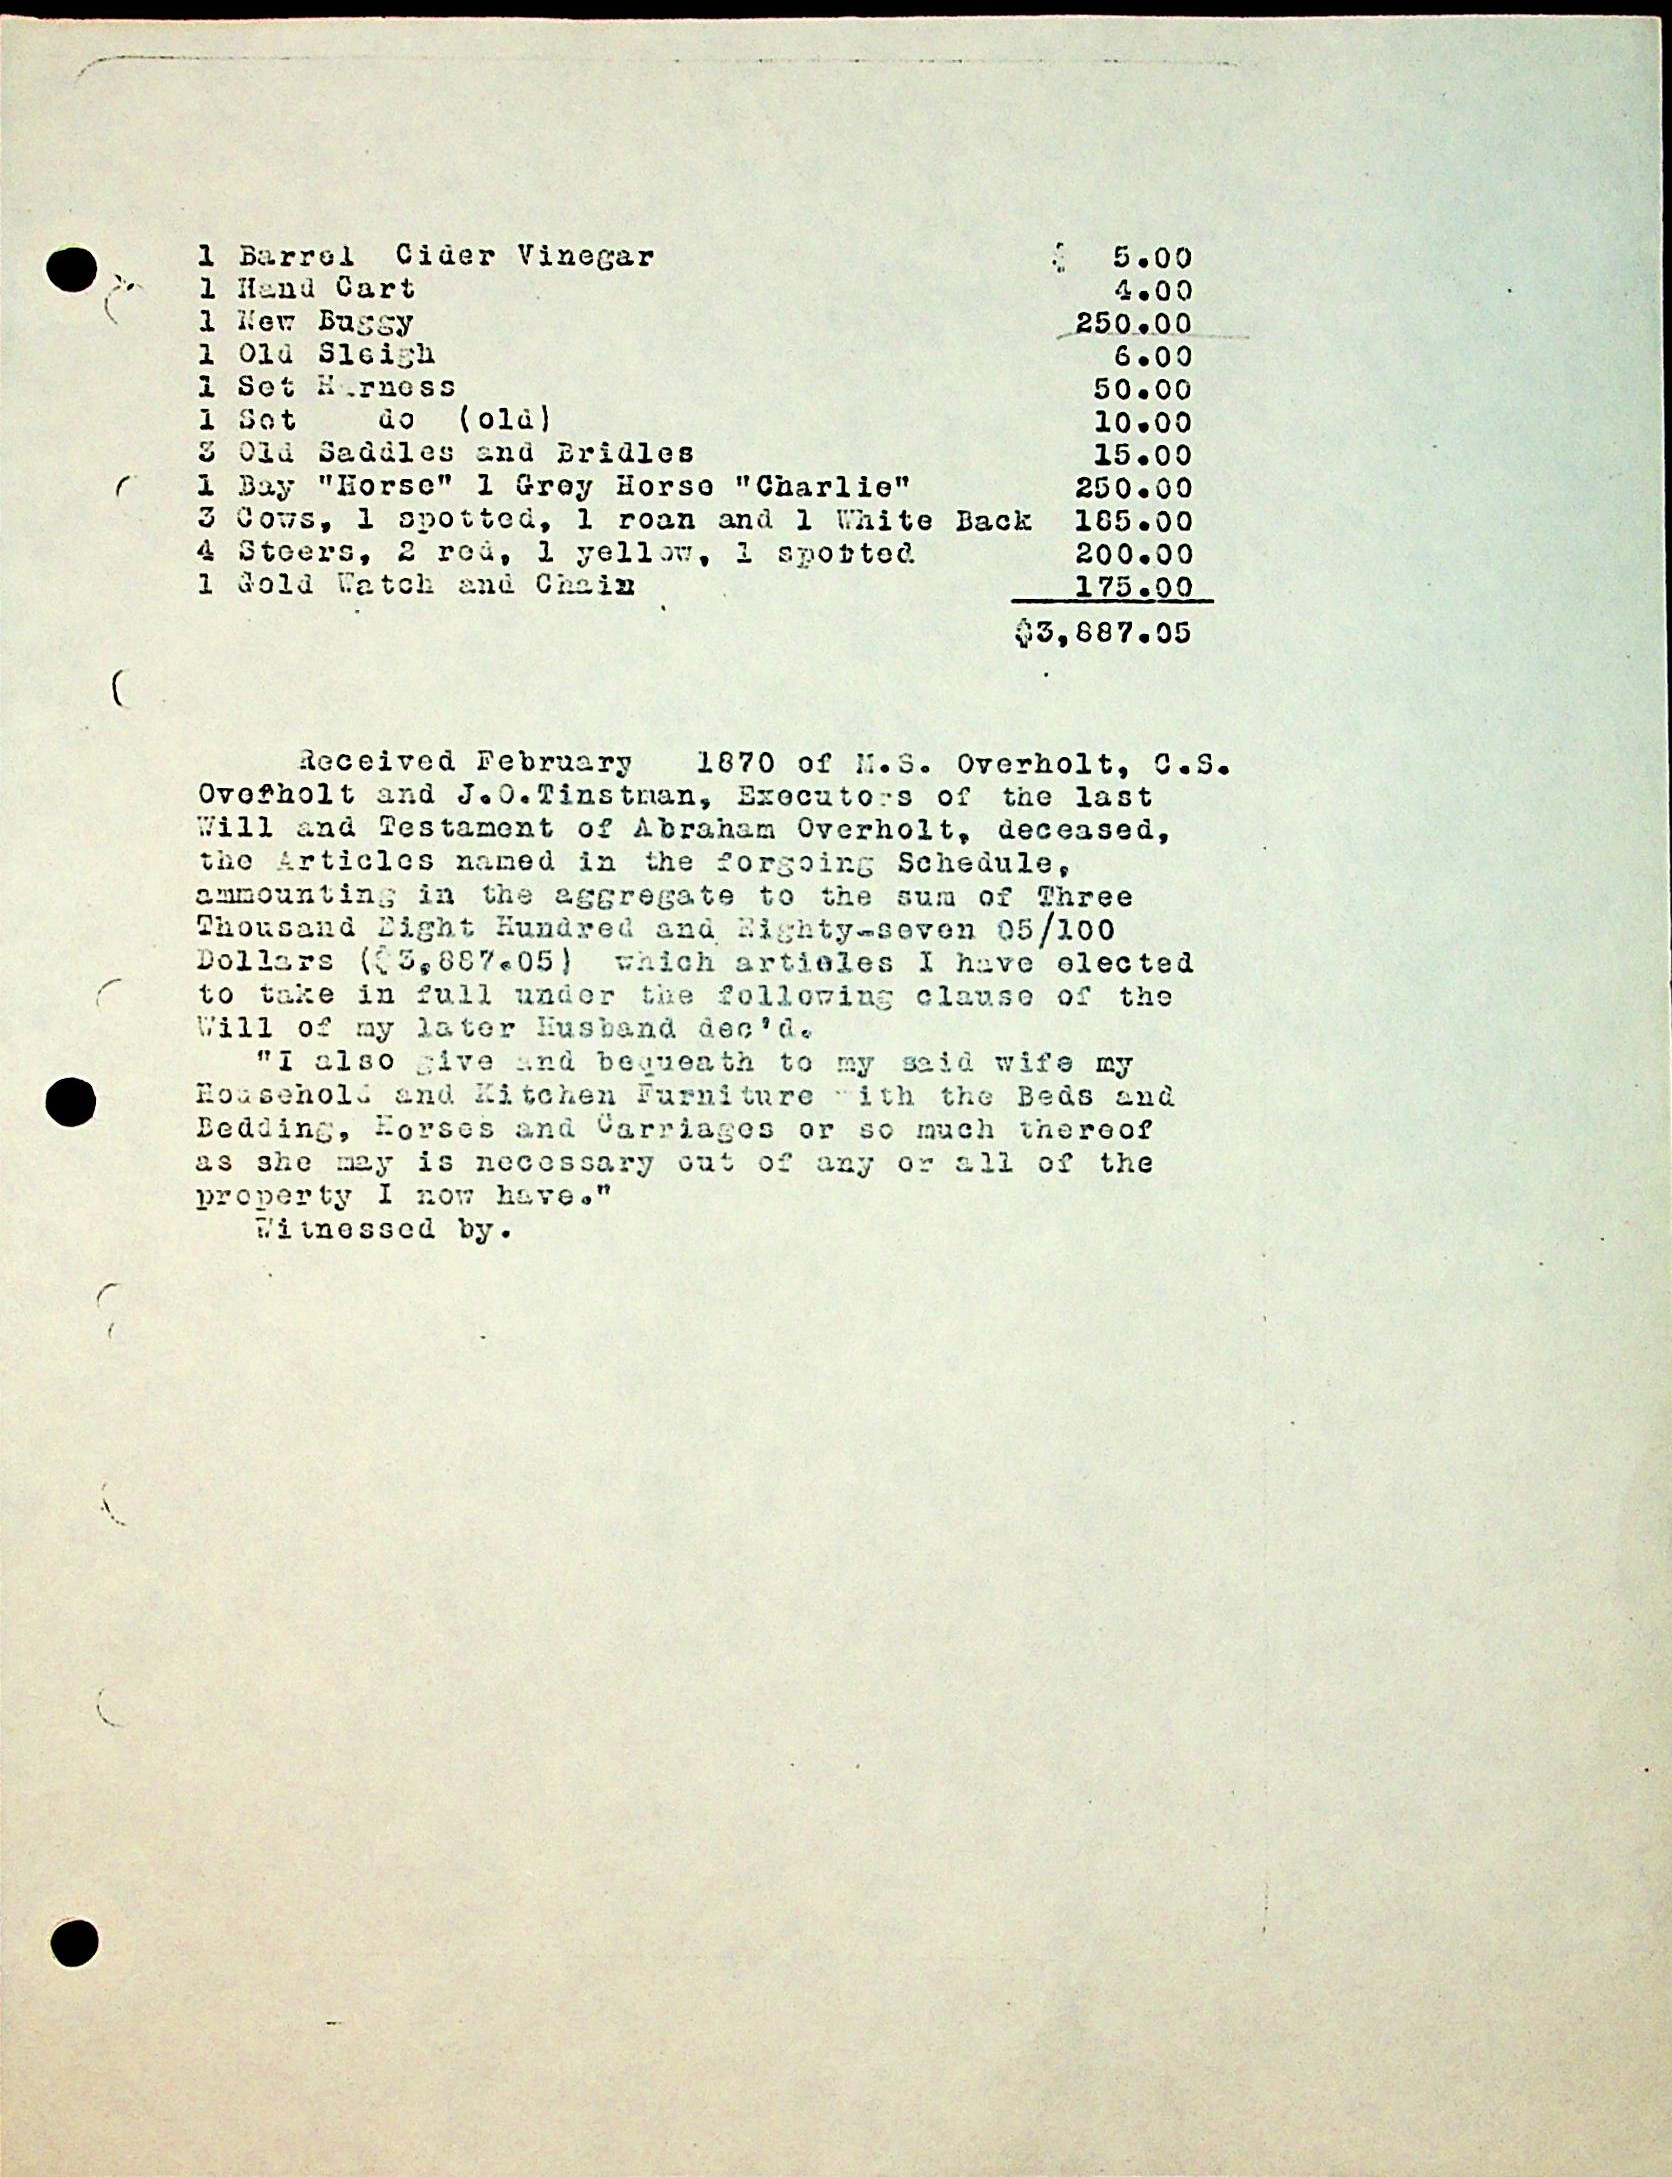 1 Barrel  Cider Vinegar $ 5.00
1 Hand Cart 4.00
1 New Buggy 250.00
1 Old Sleigh 6.00
1 Set Harness 50.00
1 Set    do  (old) 10.00
3 Old Saddles and Bridles 15.00
1 Bay "Horse" 1 Grey Horse "Charlie" 250.00
3 Cows, 1 spotted, 1 roan and 1 White Back 185.00
4 Steers, 2 red, 1 yellow, 1 spotted 200.00
1 Gold Watch and Chain 175.00
$3,887.05
Received February   1870 of M.S. Overholt, C.S.
Overholt and J.O.Tinstman, Executors of the last
Will and Testament of Abraham Overholt, deceased,
the Articles named in the forgoing Schedule,
ammounting in the aggregate to the sum of Three
Thousand Eight Hundred and Eighty-seven 05/100
Dollars ($3,887.05)  which articles I have elected
to take in full under the following clause of the
Will of my later Husband dec'd.
"I also give and bequeath to my said wife my
Household and Kitchen Furniture with the Beds and
Bedding, Horses and Carriages or so much thereof
as she may is necessary out of any or all of the
property I now have."
Witnessed by.